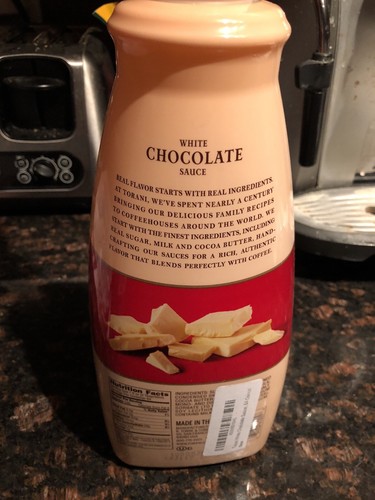 WHITE
CHOCOLATE
SAUCE
REAL FLAVOR STARTS WITH REAL INGREDIENTS.
AT TORANI, WE'VE SPENT NEARLY A CENTURY
BRINGING OUR DELICIOUS FAMILY RECIPES
TO COFFEEHOUSES AROUND THE WORLD. WE
START WITH THE FINEST INGREDIENTS, INCLUDING
REAL SUGAR, MILK AND COCOA BUTTER, HAND-
CRAFTING OUR SAUCES FOR A RICH, AUTHENTIC
FLAVOR THAT BLENDS PERFECTLY WITH COFFEE.
Nutrition Facts
MADE IN TH